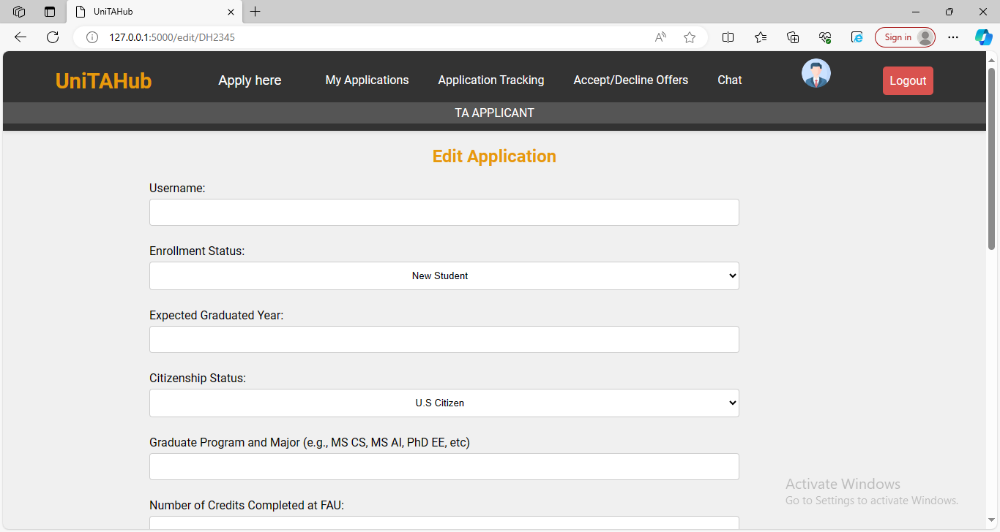 UniTAHub
127.0.0.1:5000/edit/DH2345
Sign in
UniTAHub
Apply here
My Applications
Application Tracking
Accept/Decline Offers
Chat
Logout
TA APPLICANT
Edit Application
Username:
Enrollment Status:
New Student
Expected Graduated Year:
Citizenship Status:
U.S Citizen
Graduate Program and Major (e.g., MS CS, MS AI, PhD EE, etc)
Number of Credits Completed at FAU:
Activate Windows
Go to Settings to activate Windows.